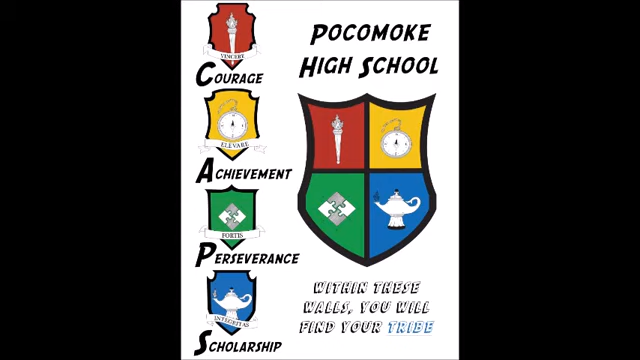 VINCERE
COURAGE
ELEVARE
ACHIEVEMENT
FORTIS
PERSEVERANCE
INTEGRITAS
SCHOLARSHIP
POCOMOKE
HIGH SCHOOL
WITHIN THESE
WALLS, YOU WILL
FIND YOUR TRIBE